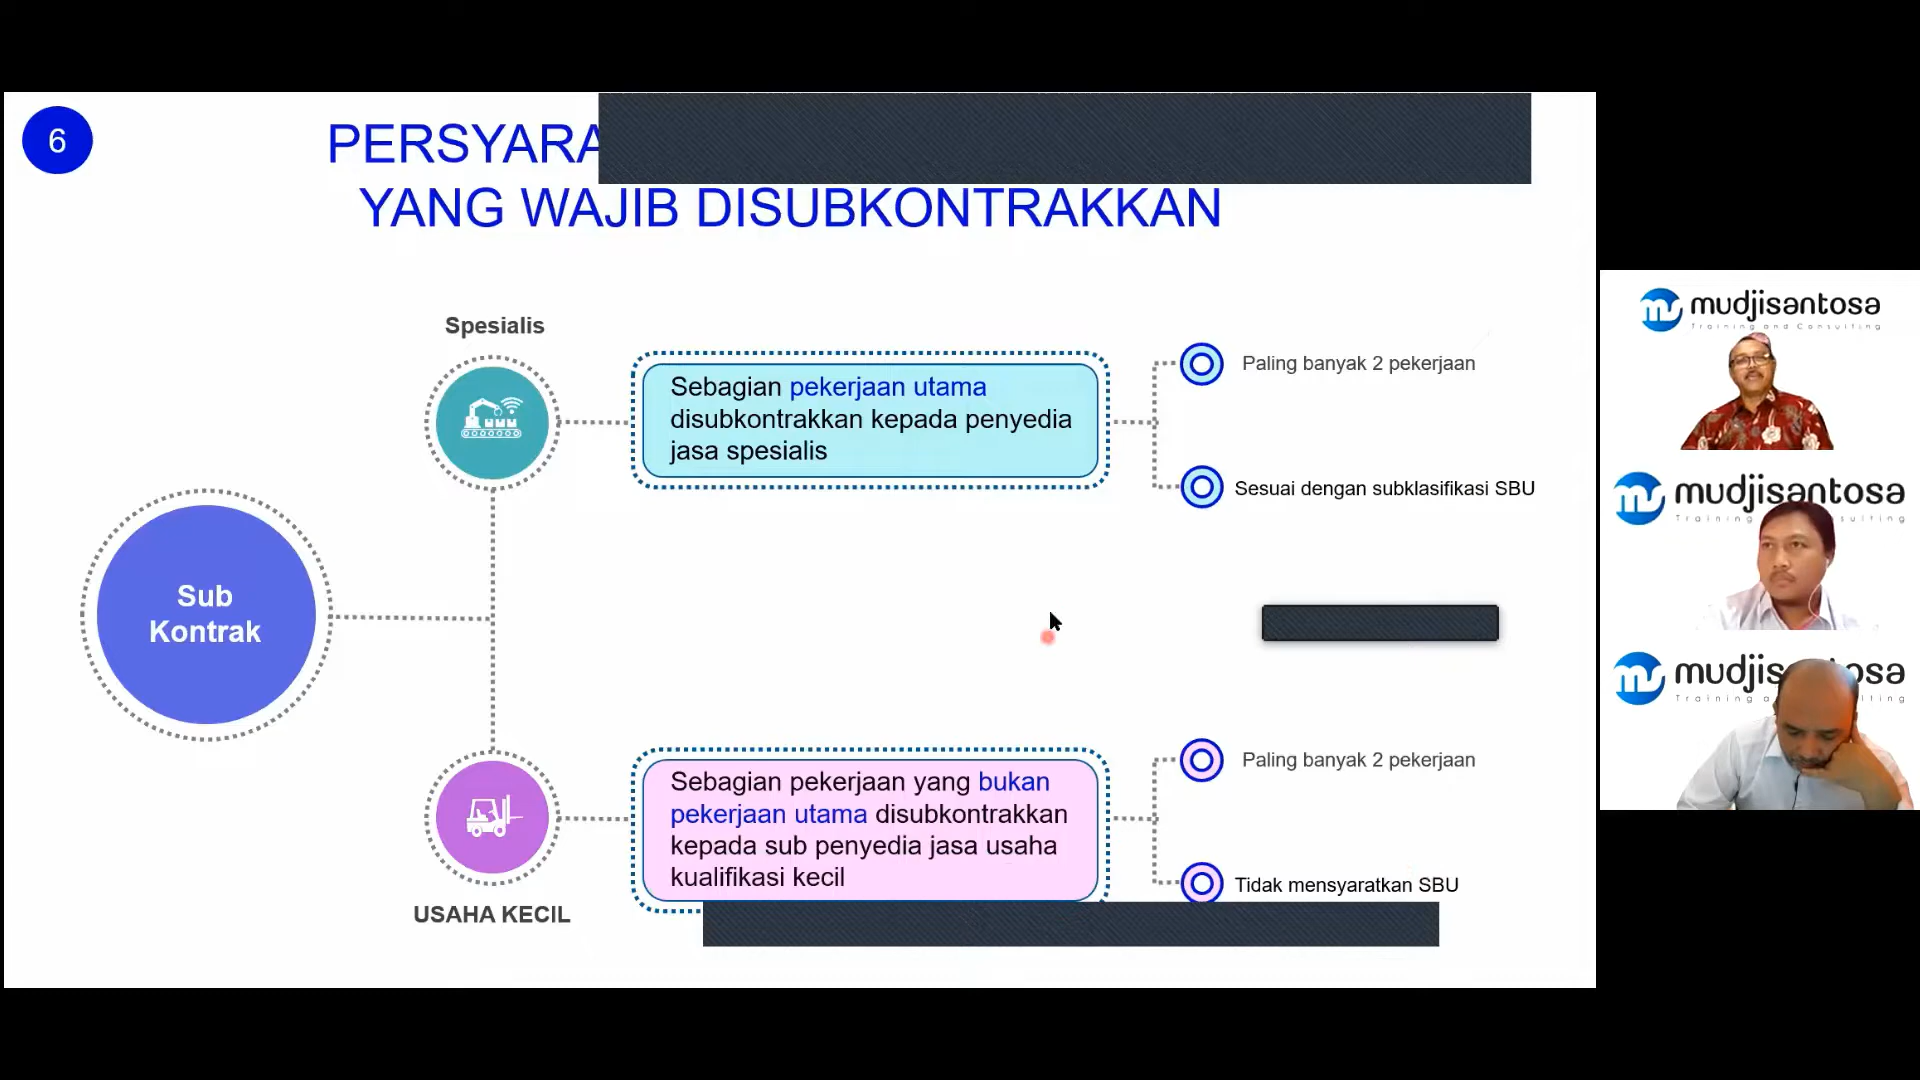 6
YANG WAJIB DISUBKONTRAKKAN
Spesialis
Sebagian pekerjaan utama
disubkontrakkan kepada penyedia
jasa spesialis
Paling banyak 2 pekerjaan
Sesuai dengan subklasifikasi SBU
Sub
Kontrak
Sebagian pekerjaan yang bukan
pekerjaan utama disubkontrakkan
kepada sub penyedia jasa usaha
kualifikasi kecil
Paling banyak 2 pekerjaan
Tidak mensyaratkan SBU
USAHA KECIL
mudjisantosa
Training and Consulting
mudjisantosa
Training
mudjisantosa
Training